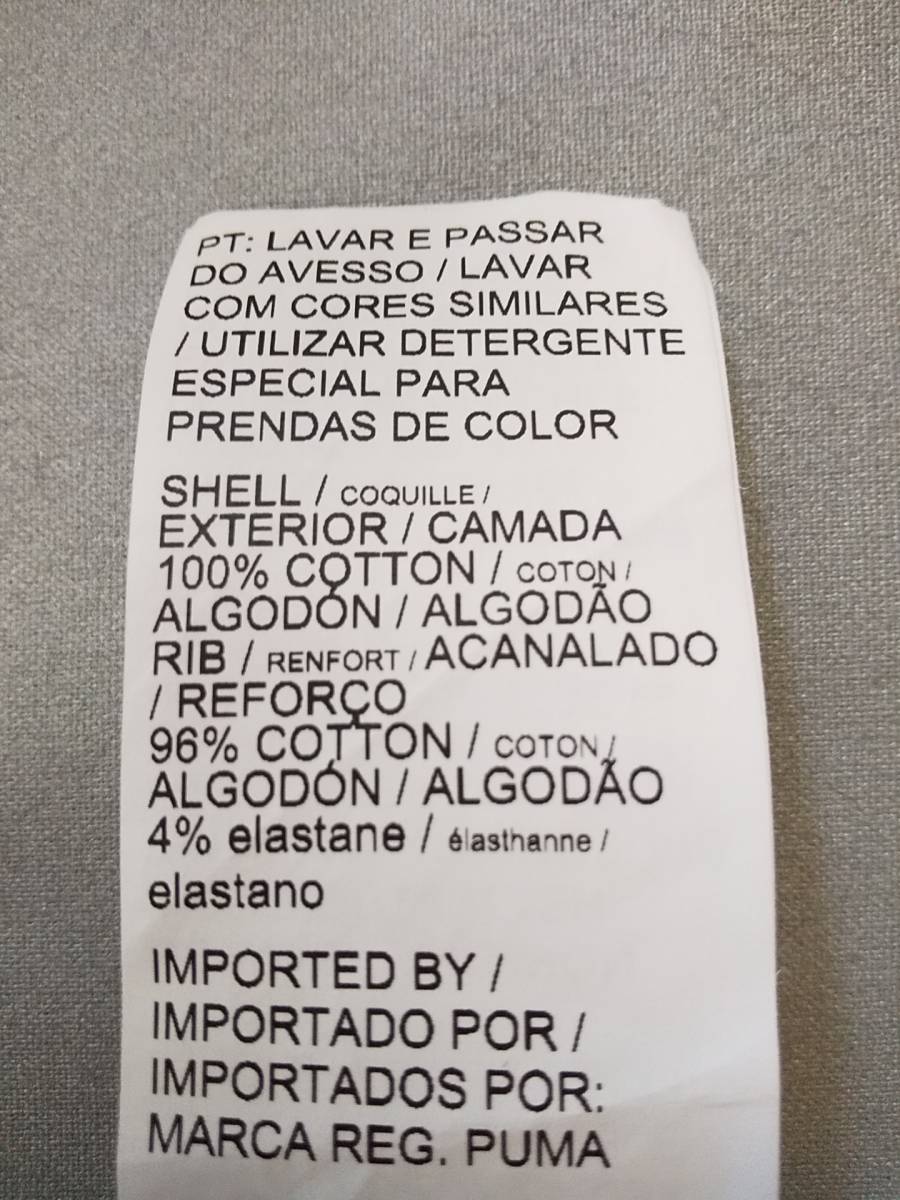 PT: LAVAR E PASSAR
DO AVESSO / LAVAR
COM CORES SIMILARES
/ UTILIZAR DETERGENTE
ESPECIAL PARA
PRENDAS DE COLOR
SHELL / COQUILLE /
EXTERIOR / CAMADA
100% COTTON / COTON /
ALGODÓN / ALGODÃO
RIB / RENFORT / ACANALADO
/ REFORÇO
96% COTTON / COTON /
ALGODÓN / ALGODÃO
4% elastane / élasthanne /
elastano
IMPORTED BY /
IMPORTADO POR /
IMPORTADOS POR:
MARCA REG. PUMA